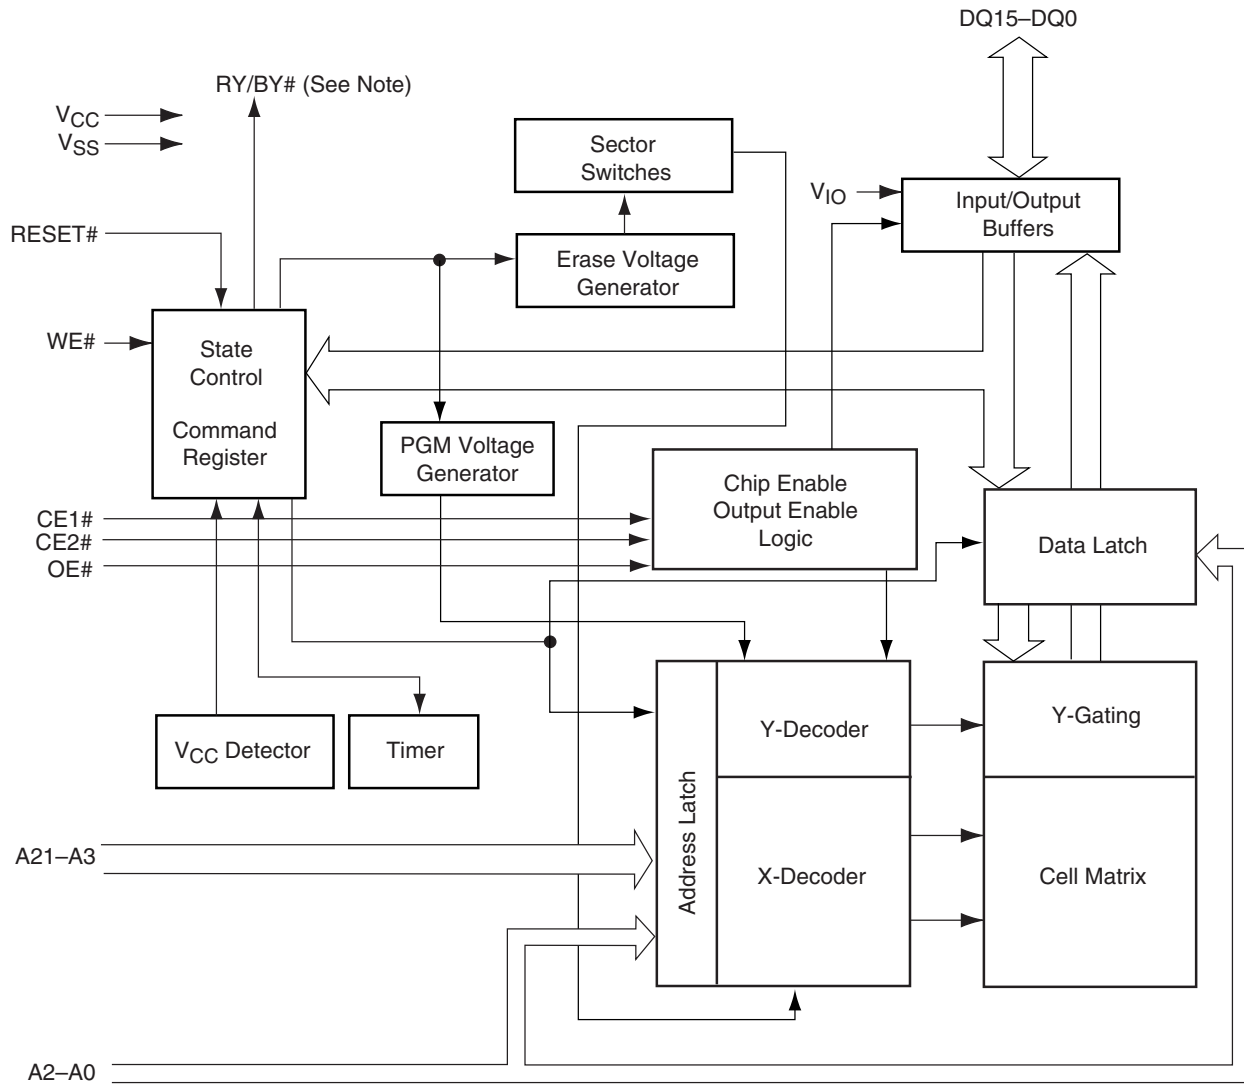 DQ15–DQ0
RY/BY# (See Note)
VCC
VSS
Sector
Switches
VIO
Input/Output
Buffers
RESET#
Erase Voltage
Generator
WE#
State
Control
Command
Register
PGM Voltage
Generator
Chip Enable
Output Enable
Logic
CE1#
CE2#
OE#
Data Latch
VCC Detector
Timer
Y-Decoder
Y-Gating
Address Latch
A21–A3
X-Decoder
Cell Matrix
A2–A0